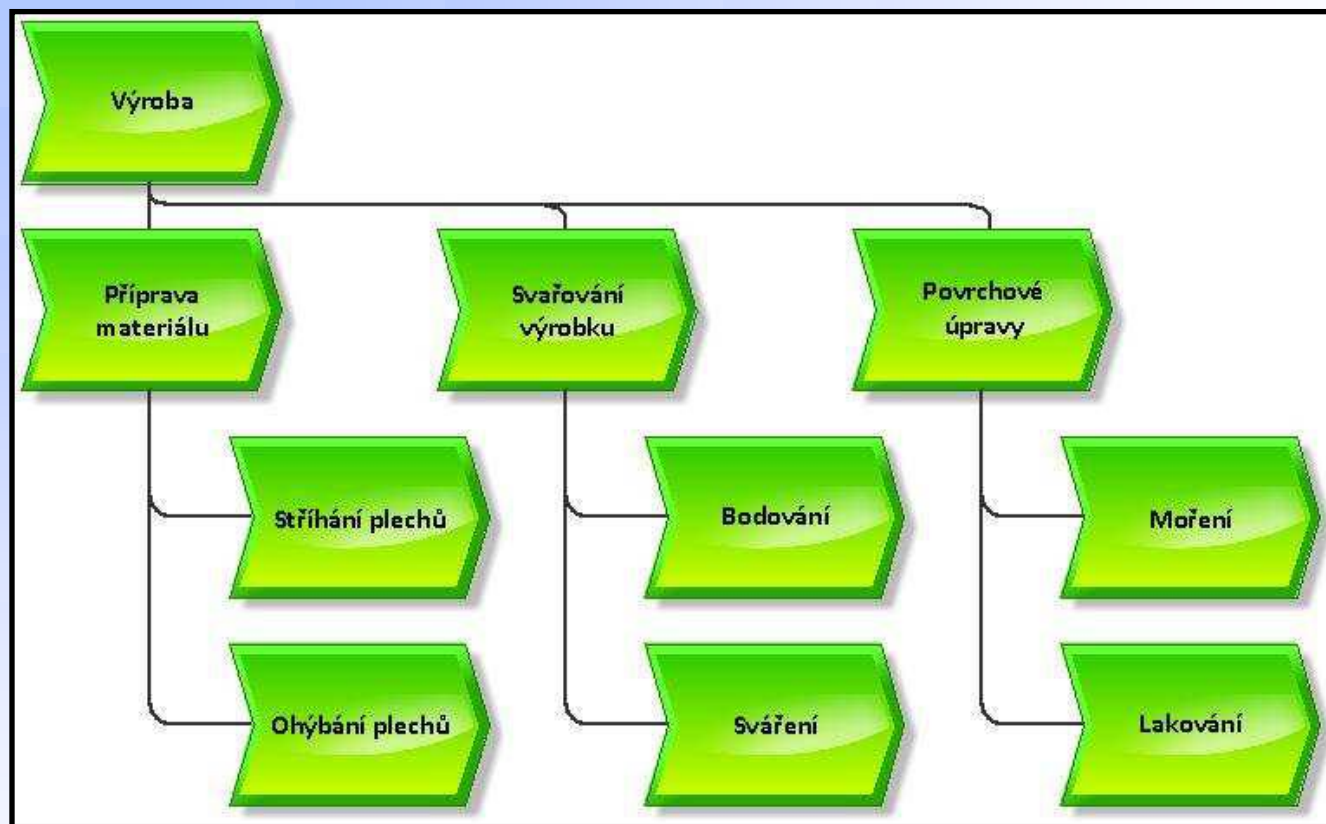 Výroba
Příprava
materiálu
Svařování
výrobku
Povrchové
úpravy
Stříhání plechů
Bodování
Moření
Ohýbání plechů
Sváření
Lakování